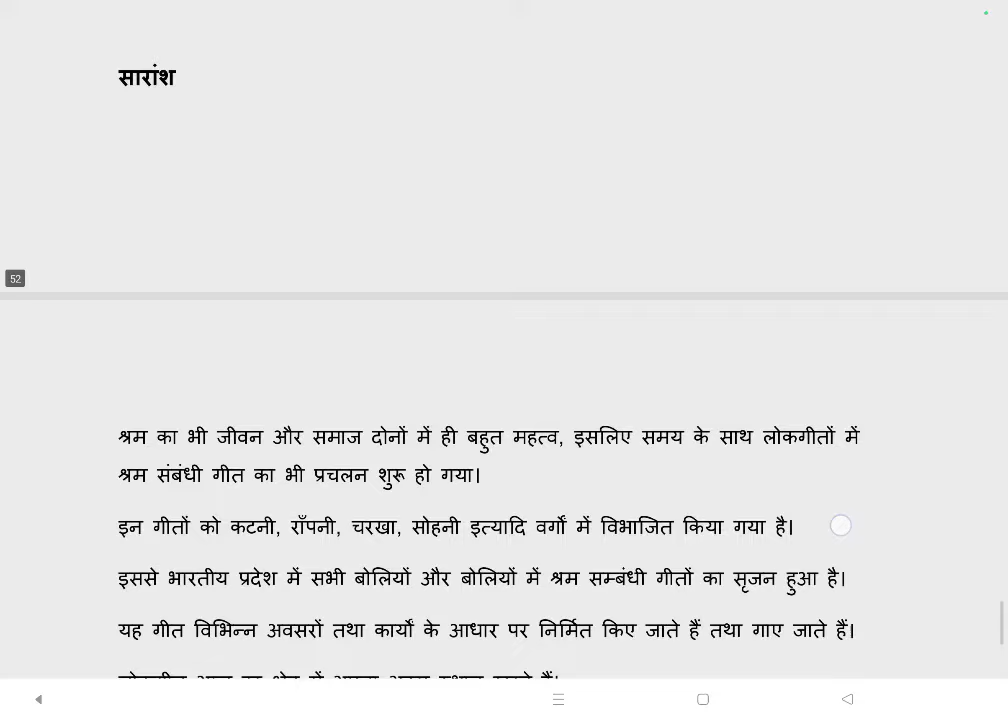 सारांश
52
श्रम का भी जीवन और समाज दोनों में ही बहुत महत्व, इसलिए समय के साथ लोकगीतों में
श्रम संबंधी गीत का भी प्रचलन शुरू हो गया।
इन गीतों को कटनी, राँपनी, चरखा, सोहनी इत्यादि वर्गों में विभाजित किया गया है।
इससे भारतीय प्रदेश में सभी बोलियों और बोलियों में श्रम सम्बंधी गीतों का सृजन हुआ है।
यह गीत विभिन्न अवसरों तथा कार्यों के आधार पर निर्मित किए जाते हैं तथा गाए जाते हैं।